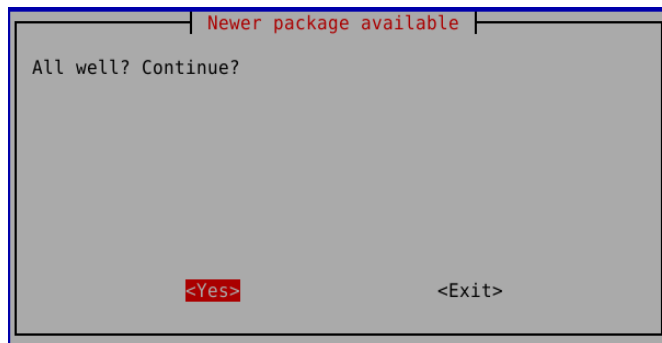 Newer package available
All well? Continue?
<Yes> <Exit>